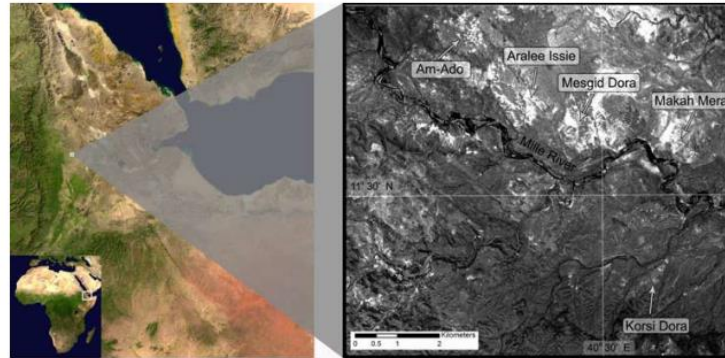 Am-Ado
Aralee Issie
Mesgid Dora
Makah Mera
Mille River
11° 30' N
Korsi Dora
Kilometers
0 0.5 1 2
40° 30' E